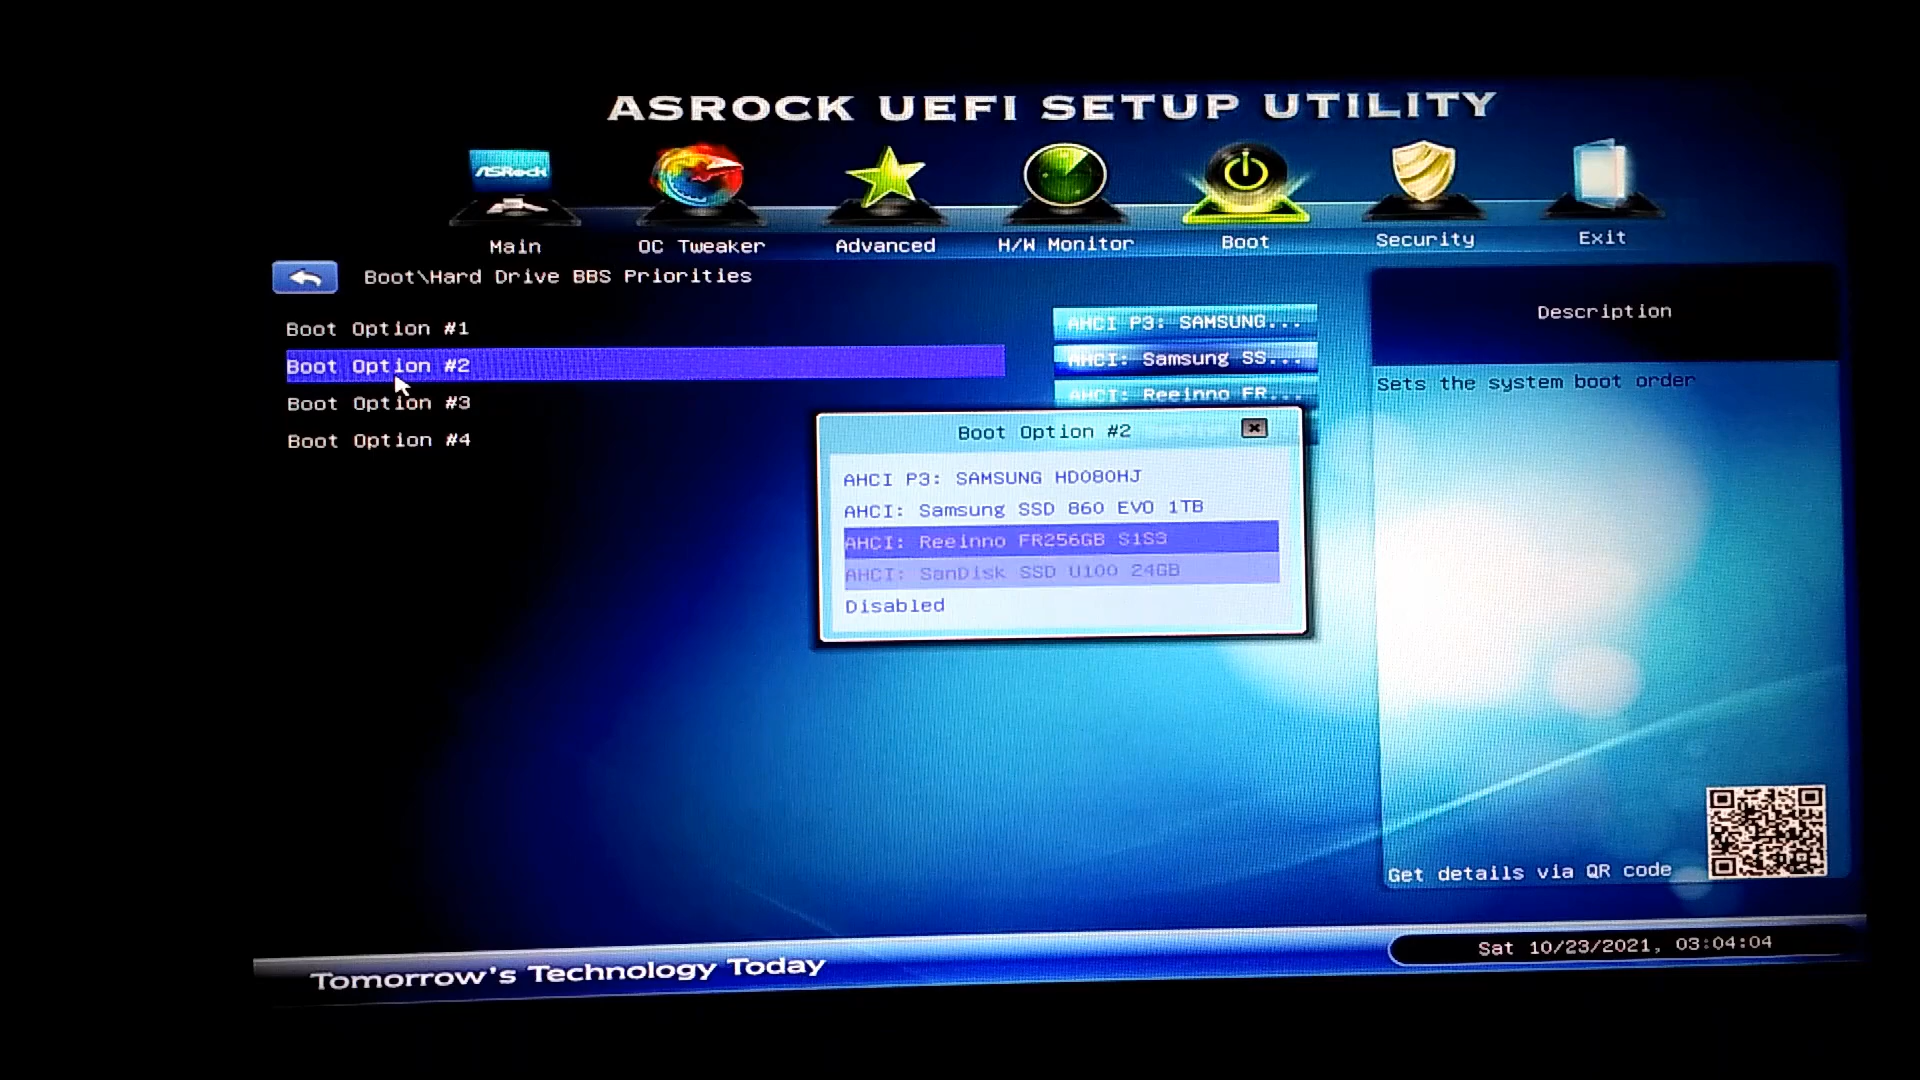 ASROCK UEFI SETUP UTILITY
ASRock
Main OC Tweaker Advanced H/W Monitor Boot Security Exit
Boot\Hard Drive BBS Priorities
Description
Boot Option #1 AHCI P3: SAMSUNG...
Boot Option #2 AHCI: Samsung SS...
Sets the system boot order
Boot Option #3 AHCI: Reeinno FR...
Boot Option #4
Boot Option #2
AHCI P3: SAMSUNG HD080HJ
AHCI: Samsung SSD 860 EVO 1TB
AHCI: Reeinno FR256GB S1S3
AHCI: SanDisk SSD U100 24GB
Disabled
Get details via QR code
Sat 10/23/2021, 03:04:04
Tomorrow's Technology Today